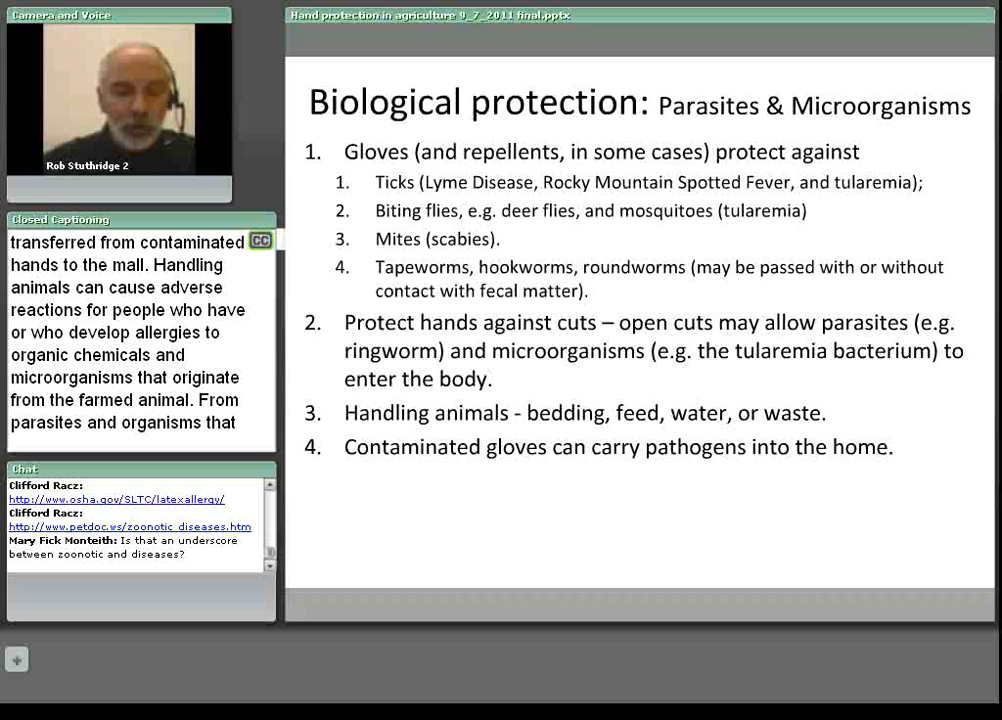 Camera and Voice
Rob Stuthridge 2
Closed Captioning
transferred from contaminated
CC
hands to the mall. Handling
animals can cause adverse
reactions for people who have
or who develop allergies to
organic chemicals and
microorganisms that originate
from the farmed animal. From
parasites and organisms that
Chat
Clifford Racz:
http://www.osha.gov/SLTC/latexallergy/
Clifford Racz:
http://www.petdoc.ws/zoonotic_diseases.htm
Mary Fick Monteith: Is that an underscore
between zoonotic and diseases?
Hand protection in agriculture 9_7_2011 final.pptx
Biological protection: Parasites & Microorganisms
1. Gloves (and repellents, in some cases) protect against
1. Ticks (Lyme Disease, Rocky Mountain Spotted Fever, and tularemia);
2. Biting flies, e.g. deer flies, and mosquitoes (tularemia)
3. Mites (scabies).
4. Tapeworms, hookworms, roundworms (may be passed with or without
contact with fecal matter).
2. Protect hands against cuts – open cuts may allow parasites (e.g.
ringworm) and microorganisms (e.g. the tularemia bacterium) to
enter the body.
3. Handling animals - bedding, feed, water, or waste.
4. Contaminated gloves can carry pathogens into the home.